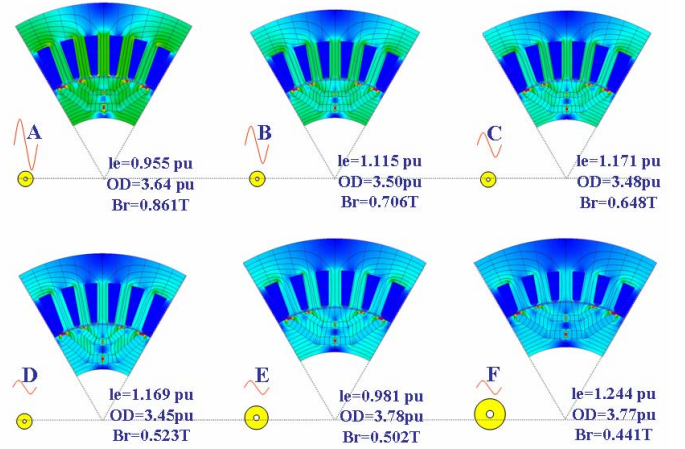 A
le=0.955 pu
OD=3.64 pu
Br=0.861T
B
le=1.115 pu
OD=3.50pu
Br=0.706T
C
le=1.171 pu
OD=3.48pu
Br=0.648T
D
le=1.169 pu
OD=3.45pu
Br=0.523T
E
le=0.981 pu
OD=3.78pu
Br=0.502T
F
le=1.244 pu
OD=3.77pu
Br=0.441T